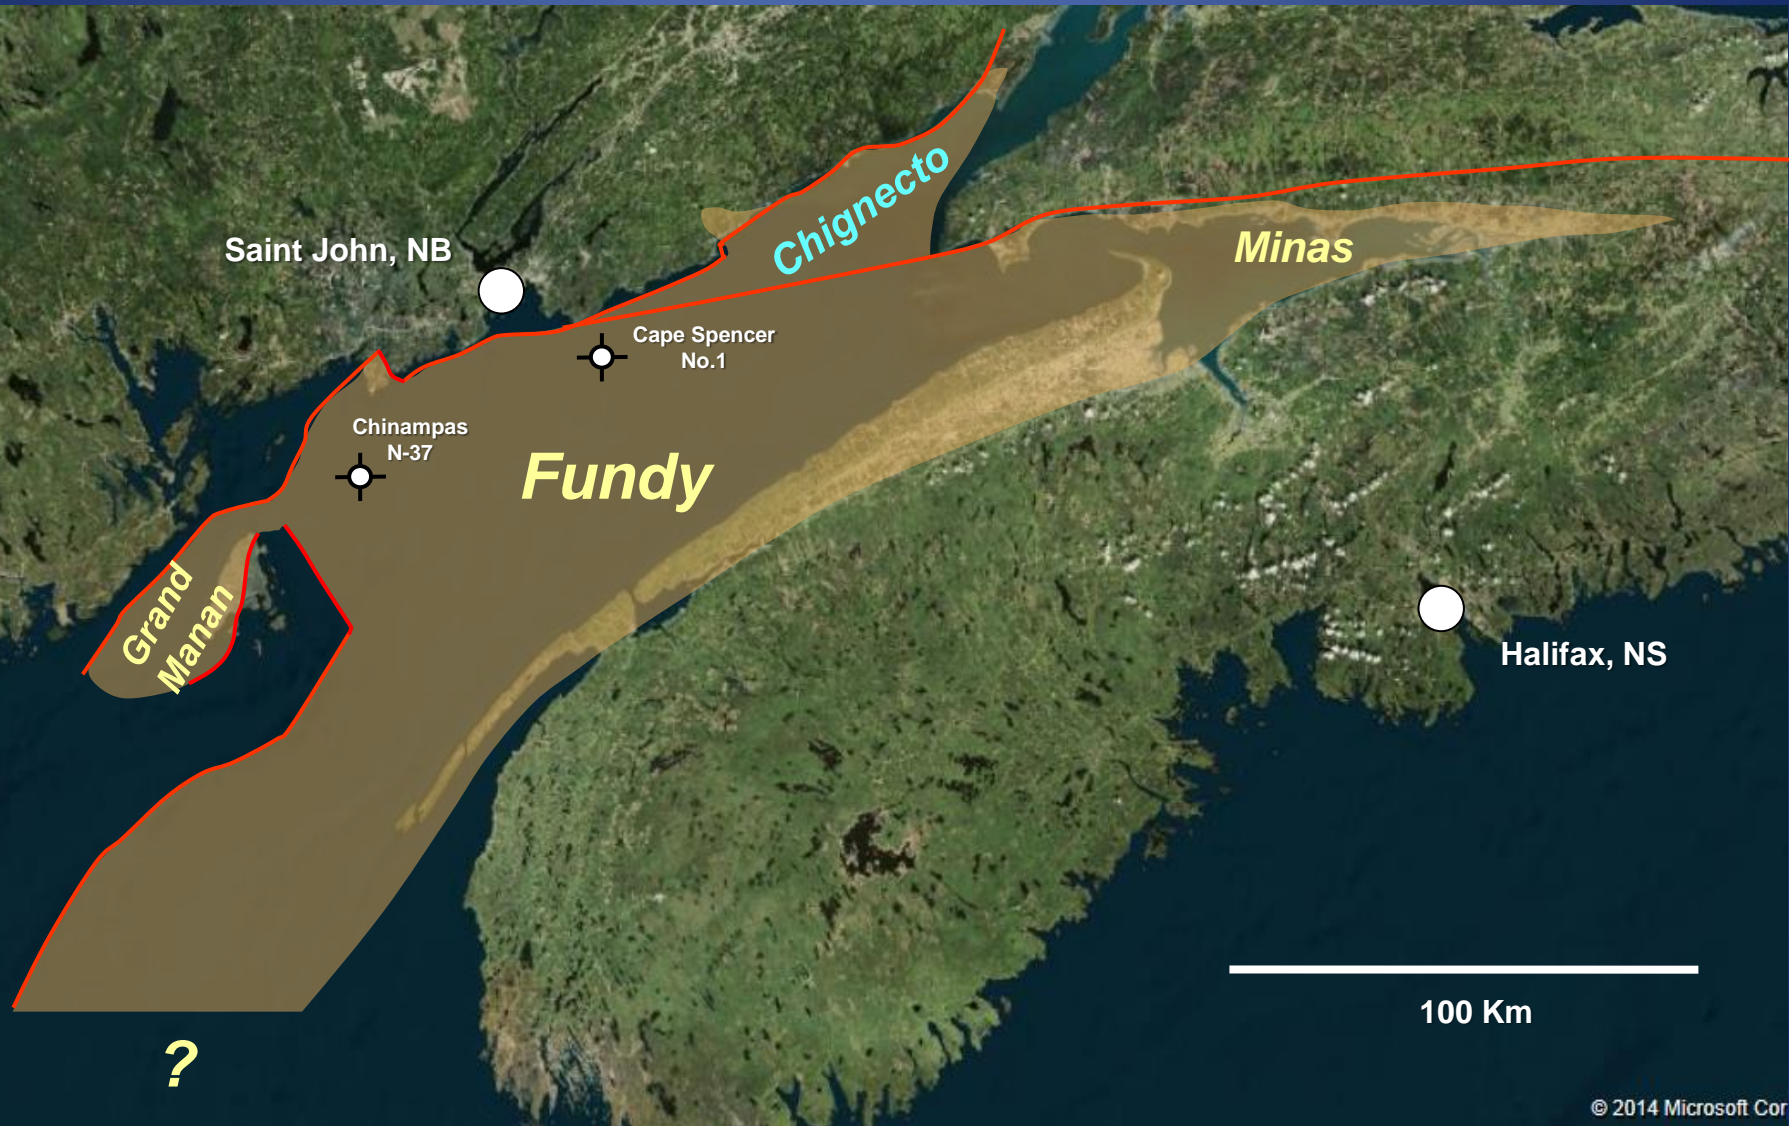 Chignecto
Minas
Saint John, NB
Cape Spencer
No.1
Chinampas
N-37
Fundy
Grand
Manan
Halifax, NS
100 Km
?
© 2014 Microsoft Cor